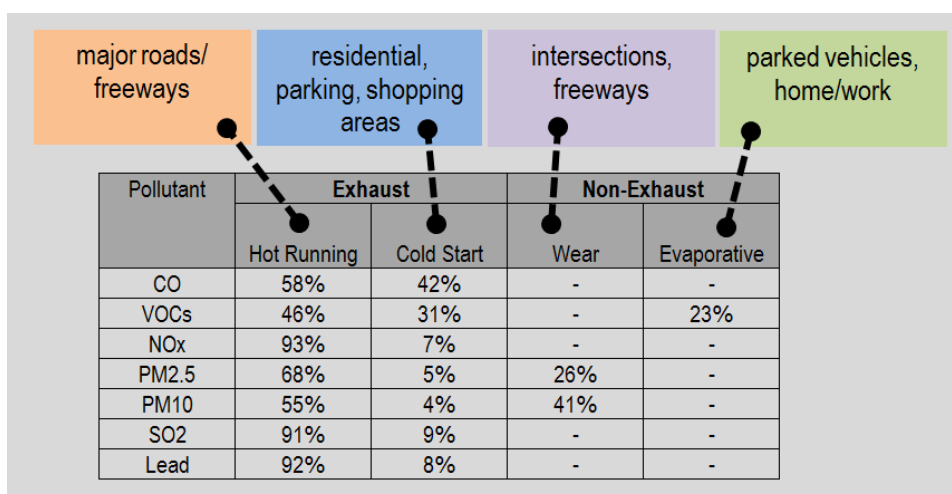 major roads/
freeways
residential,
parking, shopping
areas
intersections,
freeways
parked vehicles,
home/work
Pollutant Exhaust Non-Exhaust
Hot Running Cold Start Wear Evaporative
CO 58% 42% - -
VOCs 46% 31% - 23%
NOx 93% 7% - -
PM2.5 68% 5% 26% -
PM10 55% 4% 41% -
SO2 91% 9% - -
Lead 92% 8% - -